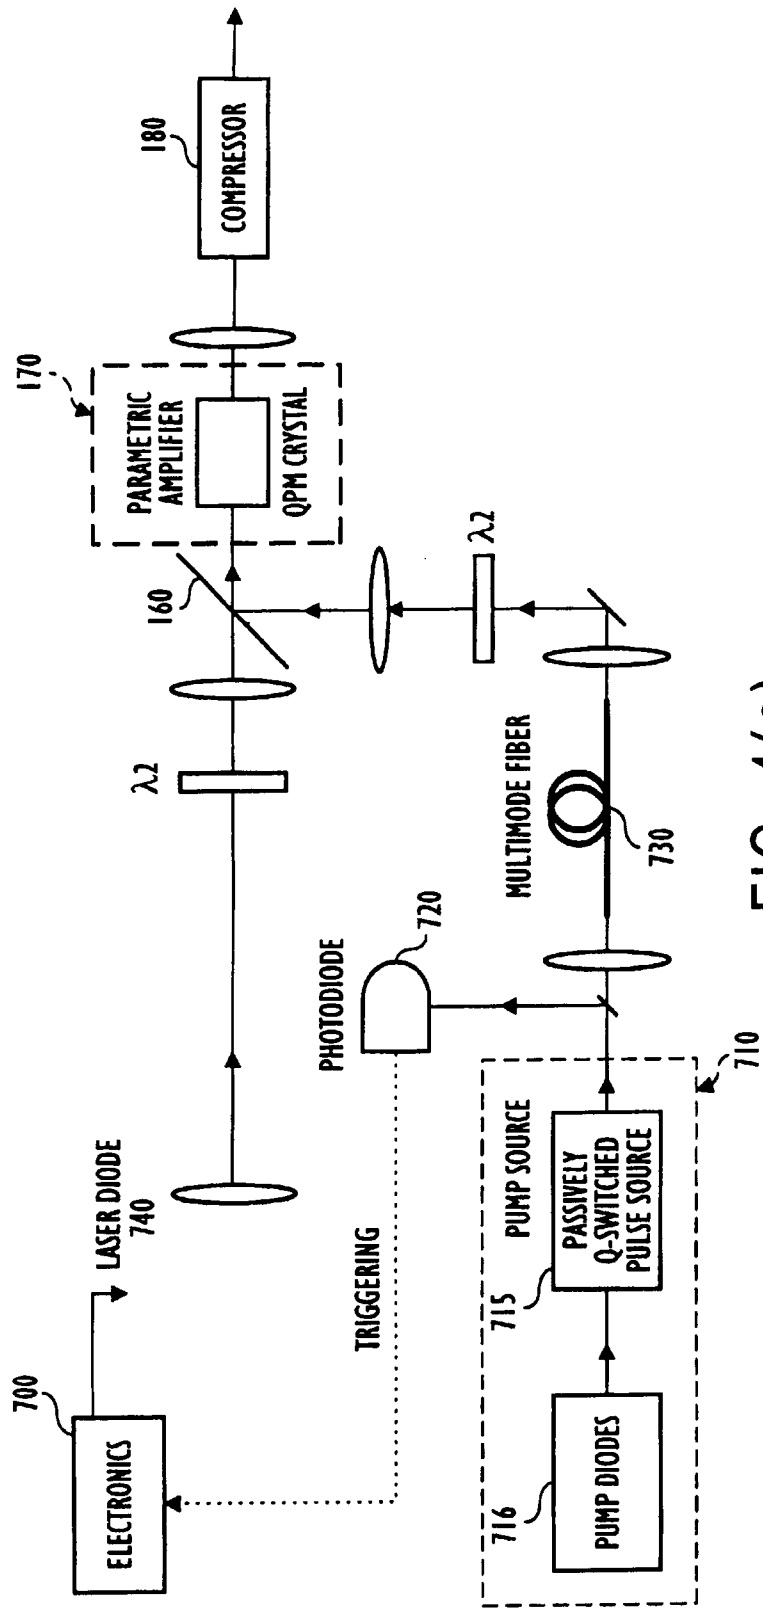 700
ELECTRONICS
LASER DIODE
740
λ2
160
170
PARAMETRIC
AMPLIFIER
QPM CRYSTAL
180
COMPRESSOR
TRIGGERING
PHOTODIODE
720
λ2
716
PUMP DIODES
715
PUMP SOURCE
PASSIVELY
Q-SWITCHED
PULSE SOURCE
710
MULTIMODE FIBER
730